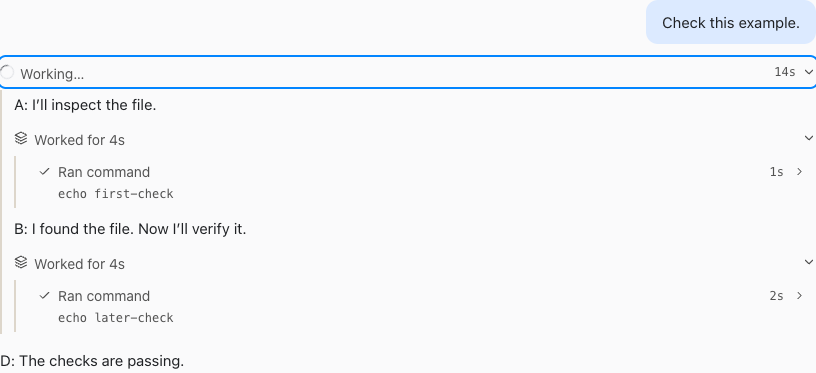 Check this example.
Working...
14s
A: I’ll inspect the file.
Worked for 4s
Ran command
1s
echo first-check
B: I found the file. Now I’ll verify it.
Worked for 4s
Ran command
2s
echo later-check
D: The checks are passing.